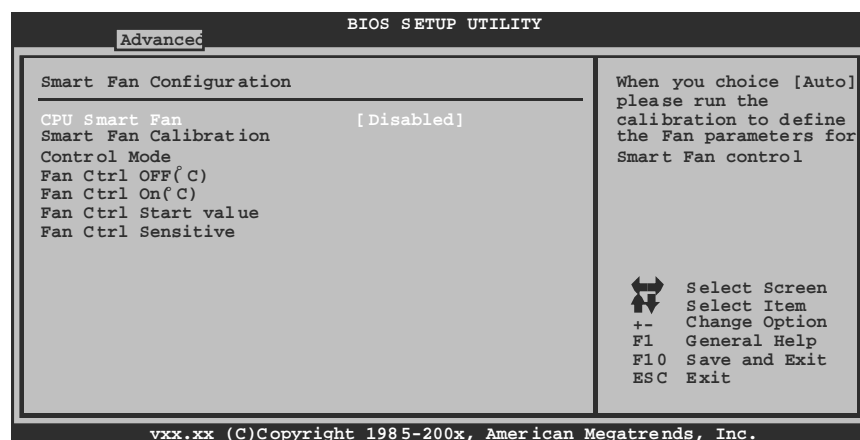 BIOS SETUP UTILITY
Advanced
Smart Fan Configuration
CPU Smart Fan [Disabled]
Smart Fan Calibration
Control Mode
Fan Ctrl OFF(°C)
Fan Ctrl On(°C)
Fan Ctrl Start value
Fan Ctrl Sensitive
When you choice [Auto]
please run the
calibration to define
the Fan parameters for
Smart Fan control
Select Screen
Select Item
+- Change Option
F1 General Help
F10 Save and Exit
ESC Exit
vxx.xx (C)Copyright 1985-200x, American Megatrends, Inc.